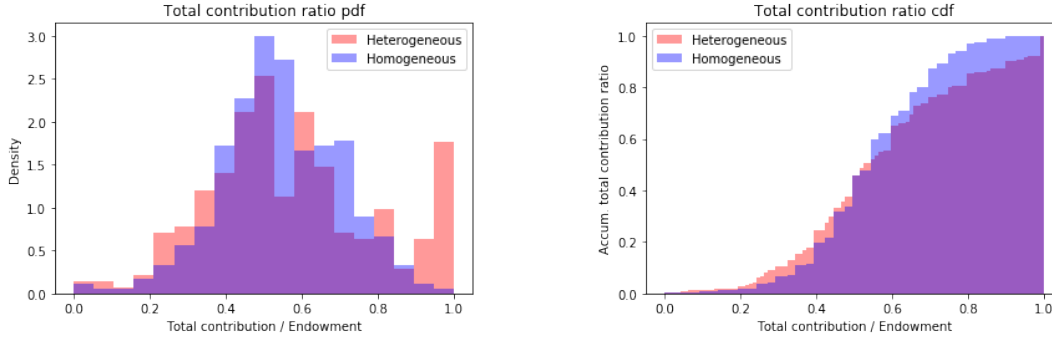 Total contribution ratio pdf
3.0
2.5
2.0
1.5
1.0
0.5
0.0
Density
Heterogeneous
Homogeneous
0.0 0.2 0.4 0.6 0.8 1.0
Total contribution / Endowment
Total contribution ratio cdf
1.0
0.8
0.6
0.4
0.2
0.0
Accum. total contribution ratio
Heterogeneous
Homogeneous
0.0 0.2 0.4 0.6 0.8 1.0
Total contribution / Endowment